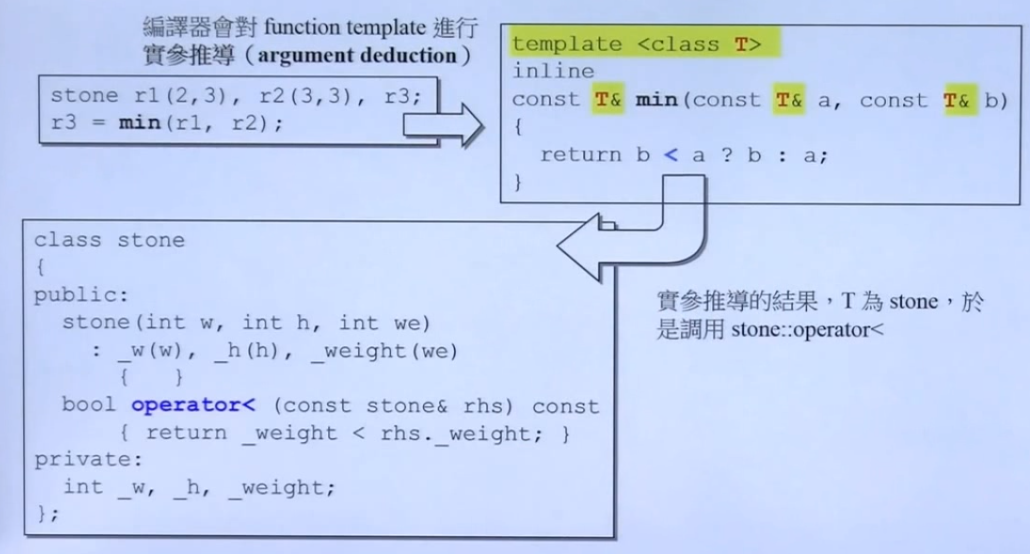 編譯器會對 function template 進行
實參推導（argument deduction）
stone r1(2,3), r2(3,3), r3;
r3 = min(r1, r2);
template <class T>
inline
const T& min(const T& a, const T& b)
{
return b < a ? b : a;
}
class stone
{
public:
stone(int w, int h, int we)
: _w(w), _h(h), _weight(we)
{ }
bool operator< (const stone& rhs) const
{ return _weight < rhs._weight; }
private:
int _w, _h, _weight;
};
實參推導的結果，T 為 stone，於
是調用 stone::operator<